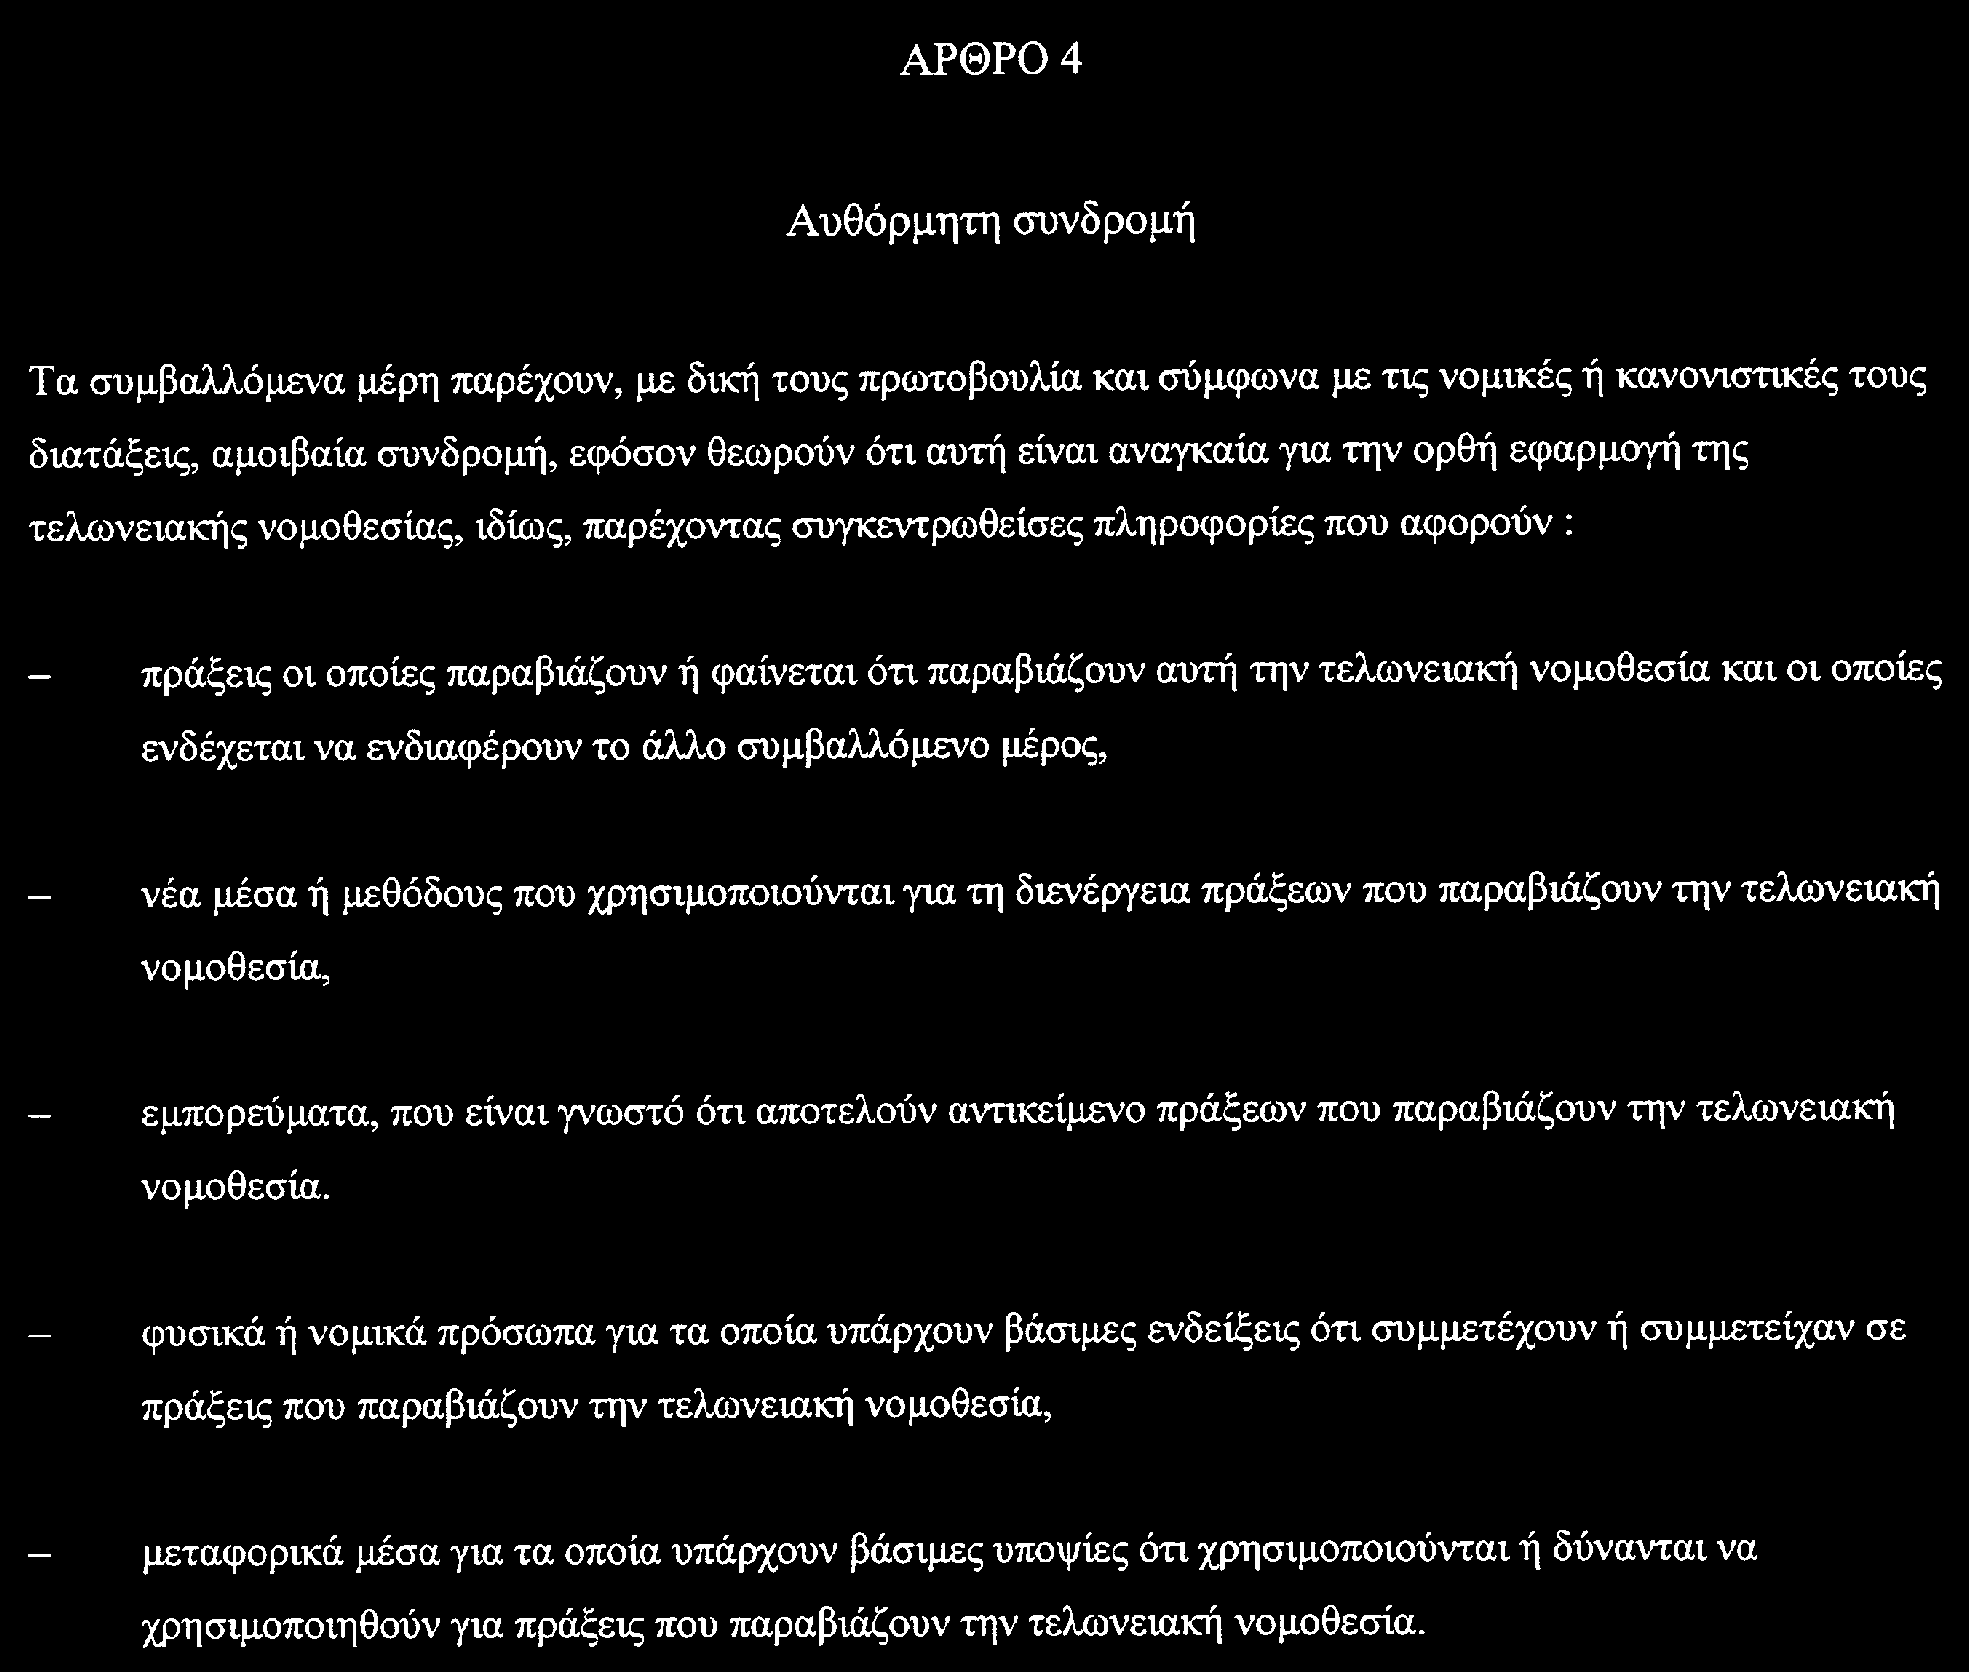 ΑΡΘΡΟ 4
Αυθόρμητη συνδρομή
Τα συμβαλλόμενα μέρη παρέχουν, με δική τους πρωτοβουλία και σύμφωνα με τις νομικές ή κανονιστικές τους
διατάξεις, αμοιβαία συνδρομή, εφόσον θεωρούν ότι αυτή είναι αναγκαία για την ορθή εφαρμογή της
τελωνειακής νομοθεσίας, ιδίως, παρέχοντας συγκεντρωθείσες πληροφορίες που αφορούν :
– πράξεις οι οποίες παραβιάζουν ή φαίνεται ότι παραβιάζουν αυτή την τελωνειακή νομοθεσία και οι οποίες
ενδέχεται να ενδιαφέρουν το άλλο συμβαλλόμενο μέρος,
– νέα μέσα ή μεθόδους που χρησιμοποιούνται για τη διενέργεια πράξεων που παραβιάζουν την τελωνειακή
νομοθεσία,
– εμπορεύματα, που είναι γνωστό ότι αποτελούν αντικείμενο πράξεων που παραβιάζουν την τελωνειακή
νομοθεσία.
– φυσικά ή νομικά πρόσωπα για τα οποία υπάρχουν βάσιμες ενδείξεις ότι συμμετέχουν ή συμμετείχαν σε
πράξεις που παραβιάζουν την τελωνειακή νομοθεσία,
– μεταφορικά μέσα για τα οποία υπάρχουν βάσιμες υποψίες ότι χρησιμοποιούνται ή δύνανται να
χρησιμοποιηθούν για πράξεις που παραβιάζουν την τελωνειακή νομοθεσία.